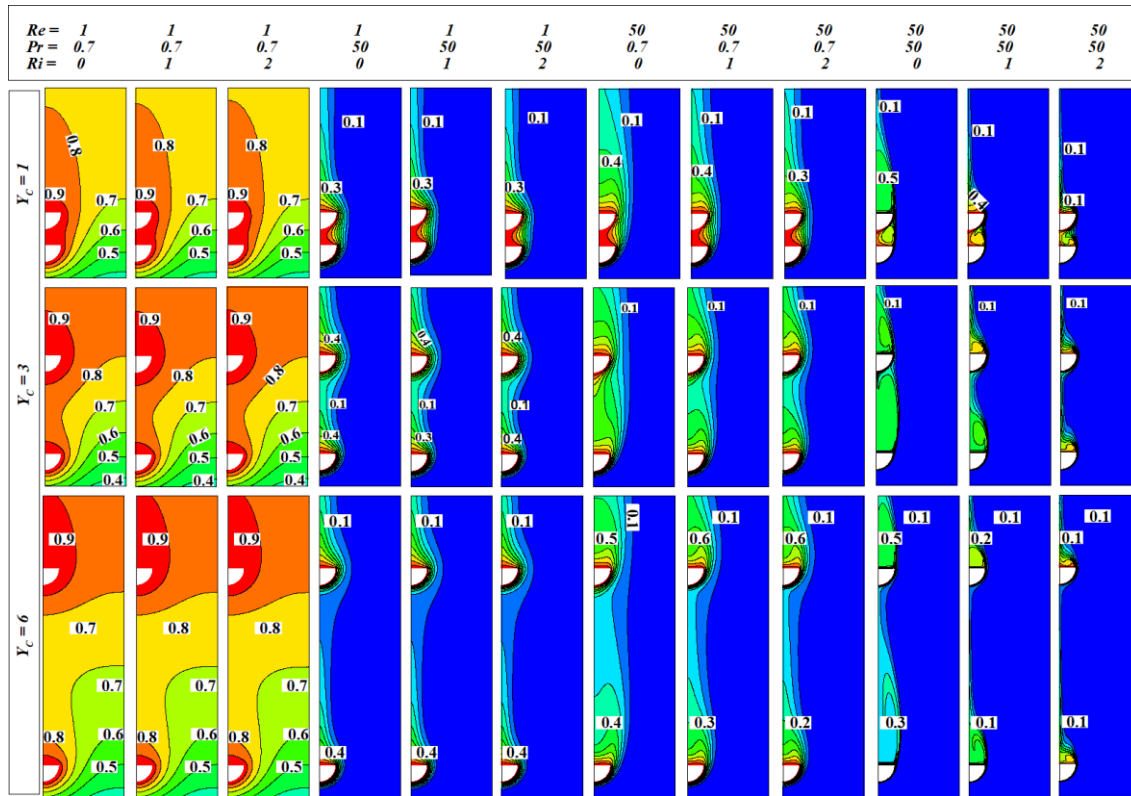 Re = 1 1 1 1 1 1 50 50 50 50 50 50
Pr = 0.7 0.7 0.7 50 50 50 0.7 0.7 0.7 50 50 50
Ri = 0 1 2 0 1 2 0 1 2 0 1 2
Y_C = 1
0.8 0.9 0.7 0.6 0.5
0.8 0.9 0.7 0.6 0.5
0.8 0.9 0.7 0.6 0.5
0.1 0.3
0.1 0.3
0.1 0.3
0.1 0.4
0.1 0.4
0.1 0.3
0.1 0.5
0.1 0.4
0.1 0.1
Y_C = 3
0.9 0.8 0.7 0.6 0.5 0.4
0.9 0.8 0.7 0.6 0.5 0.4
0.9 0.8 0.7 0.6 0.5 0.4
0.4 0.1 0.4
0.4 0.1 0.3
0.4 0.1 0.4
0.1
0.1
0.1
0.1
0.1
0.1
Y_C = 6
0.9 0.7 0.7 0.8 0.6 0.5
0.9 0.8 0.7 0.8 0.6 0.5
0.9 0.8 0.7 0.8 0.6 0.5
0.1 0.4
0.1 0.4
0.1 0.4
0.1 0.5 0.4
0.1 0.6 0.3
0.1 0.6 0.2
0.1 0.5 0.3
0.1 0.2 0.1
0.1 0.1 0.1